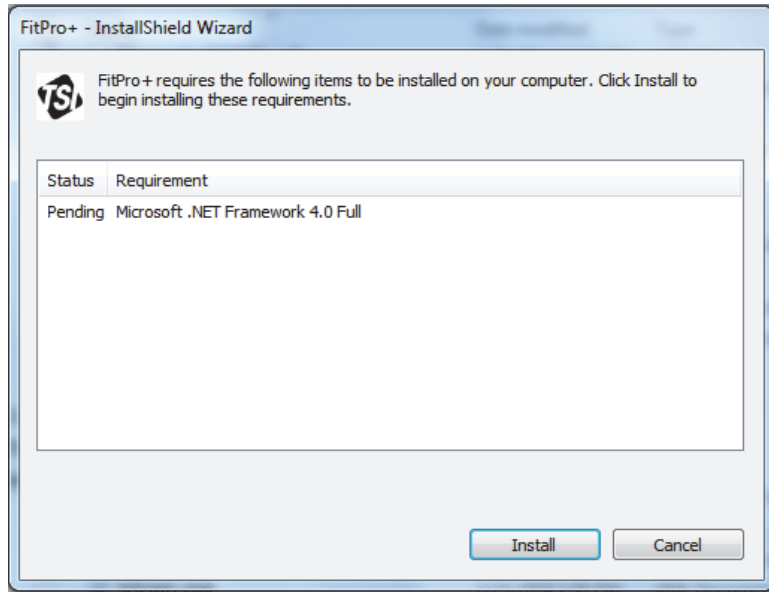 FitPro+ - InstallShield Wizard
TSI
FitPro+ requires the following items to be installed on your computer. Click Install to
begin installing these requirements.
Status Requirement
Pending Microsoft .NET Framework 4.0 Full
Install Cancel